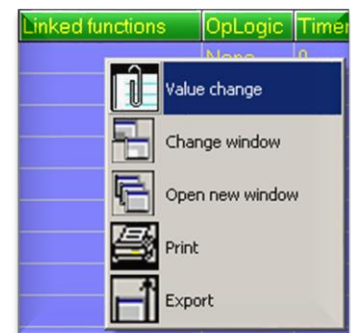 Linked functions OpLogic Timer
None 0
Value change
Change window
Open new window
Print
Export